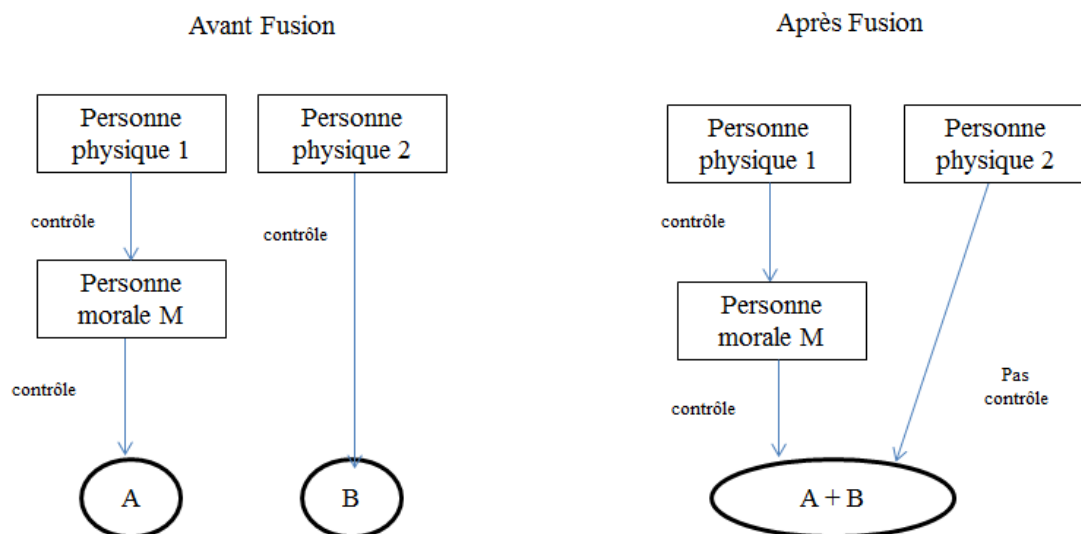 Avant Fusion
Personne
physique 1
Personne
physique 2
contrôle
contrôle
Personne
morale M
contrôle
A
B
Après Fusion
Personne
physique 1
Personne
physique 2
contrôle
Personne
morale M
Pas
contrôle
contrôle
A + B